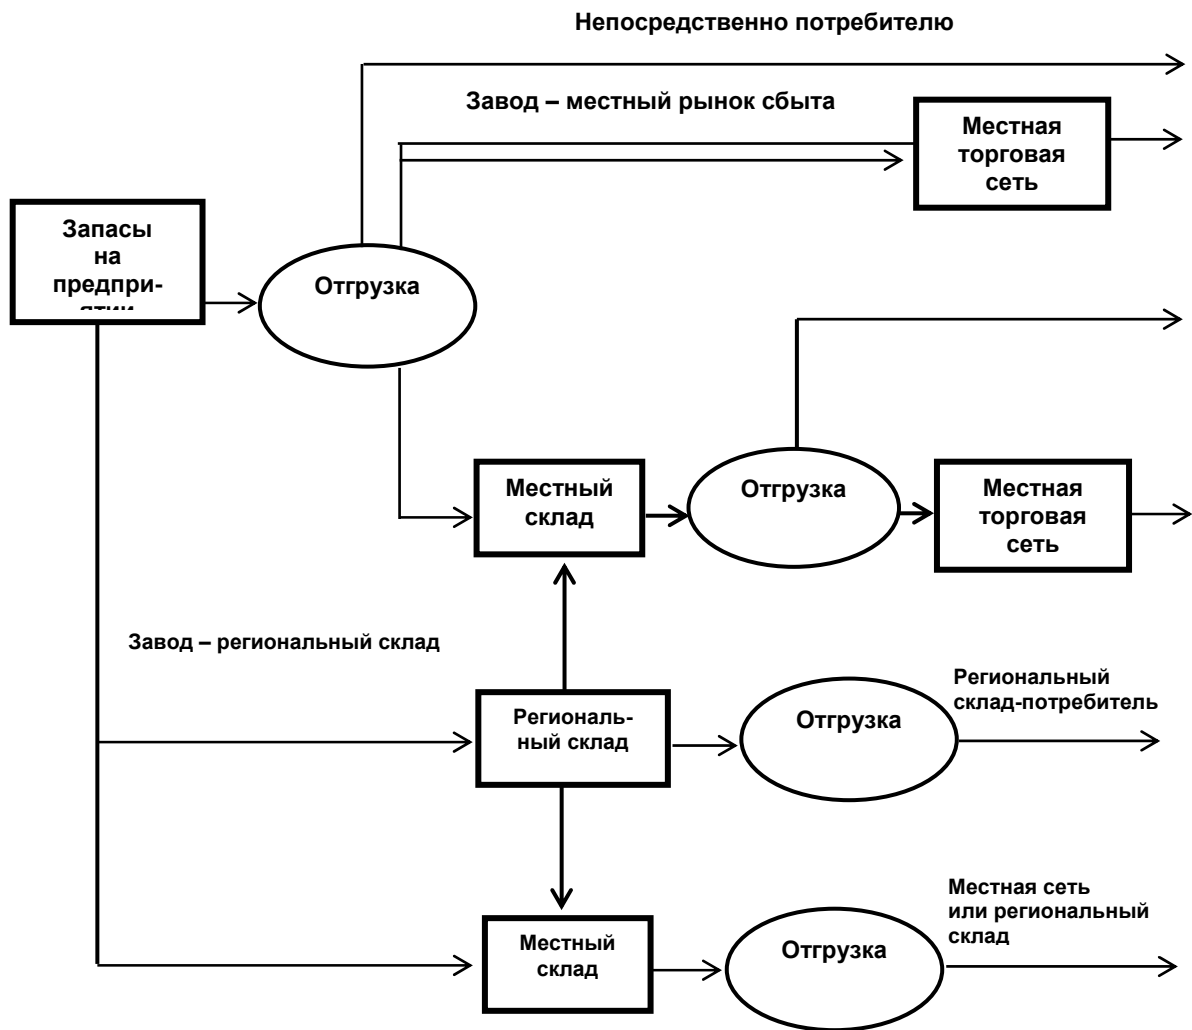 Непосредственно потребителю
Завод – местный рынок сбыта
Местная
торговая
сеть
Запасы
на
предпри-
ятии
Отгрузка
Местный
склад
Отгрузка
Местная
торговая
сеть
Завод – региональный склад
Региональ-
ный склад
Отгрузка
Региональный
склад-потребитель
Местный
склад
Отгрузка
Местная сеть
или региональный
склад